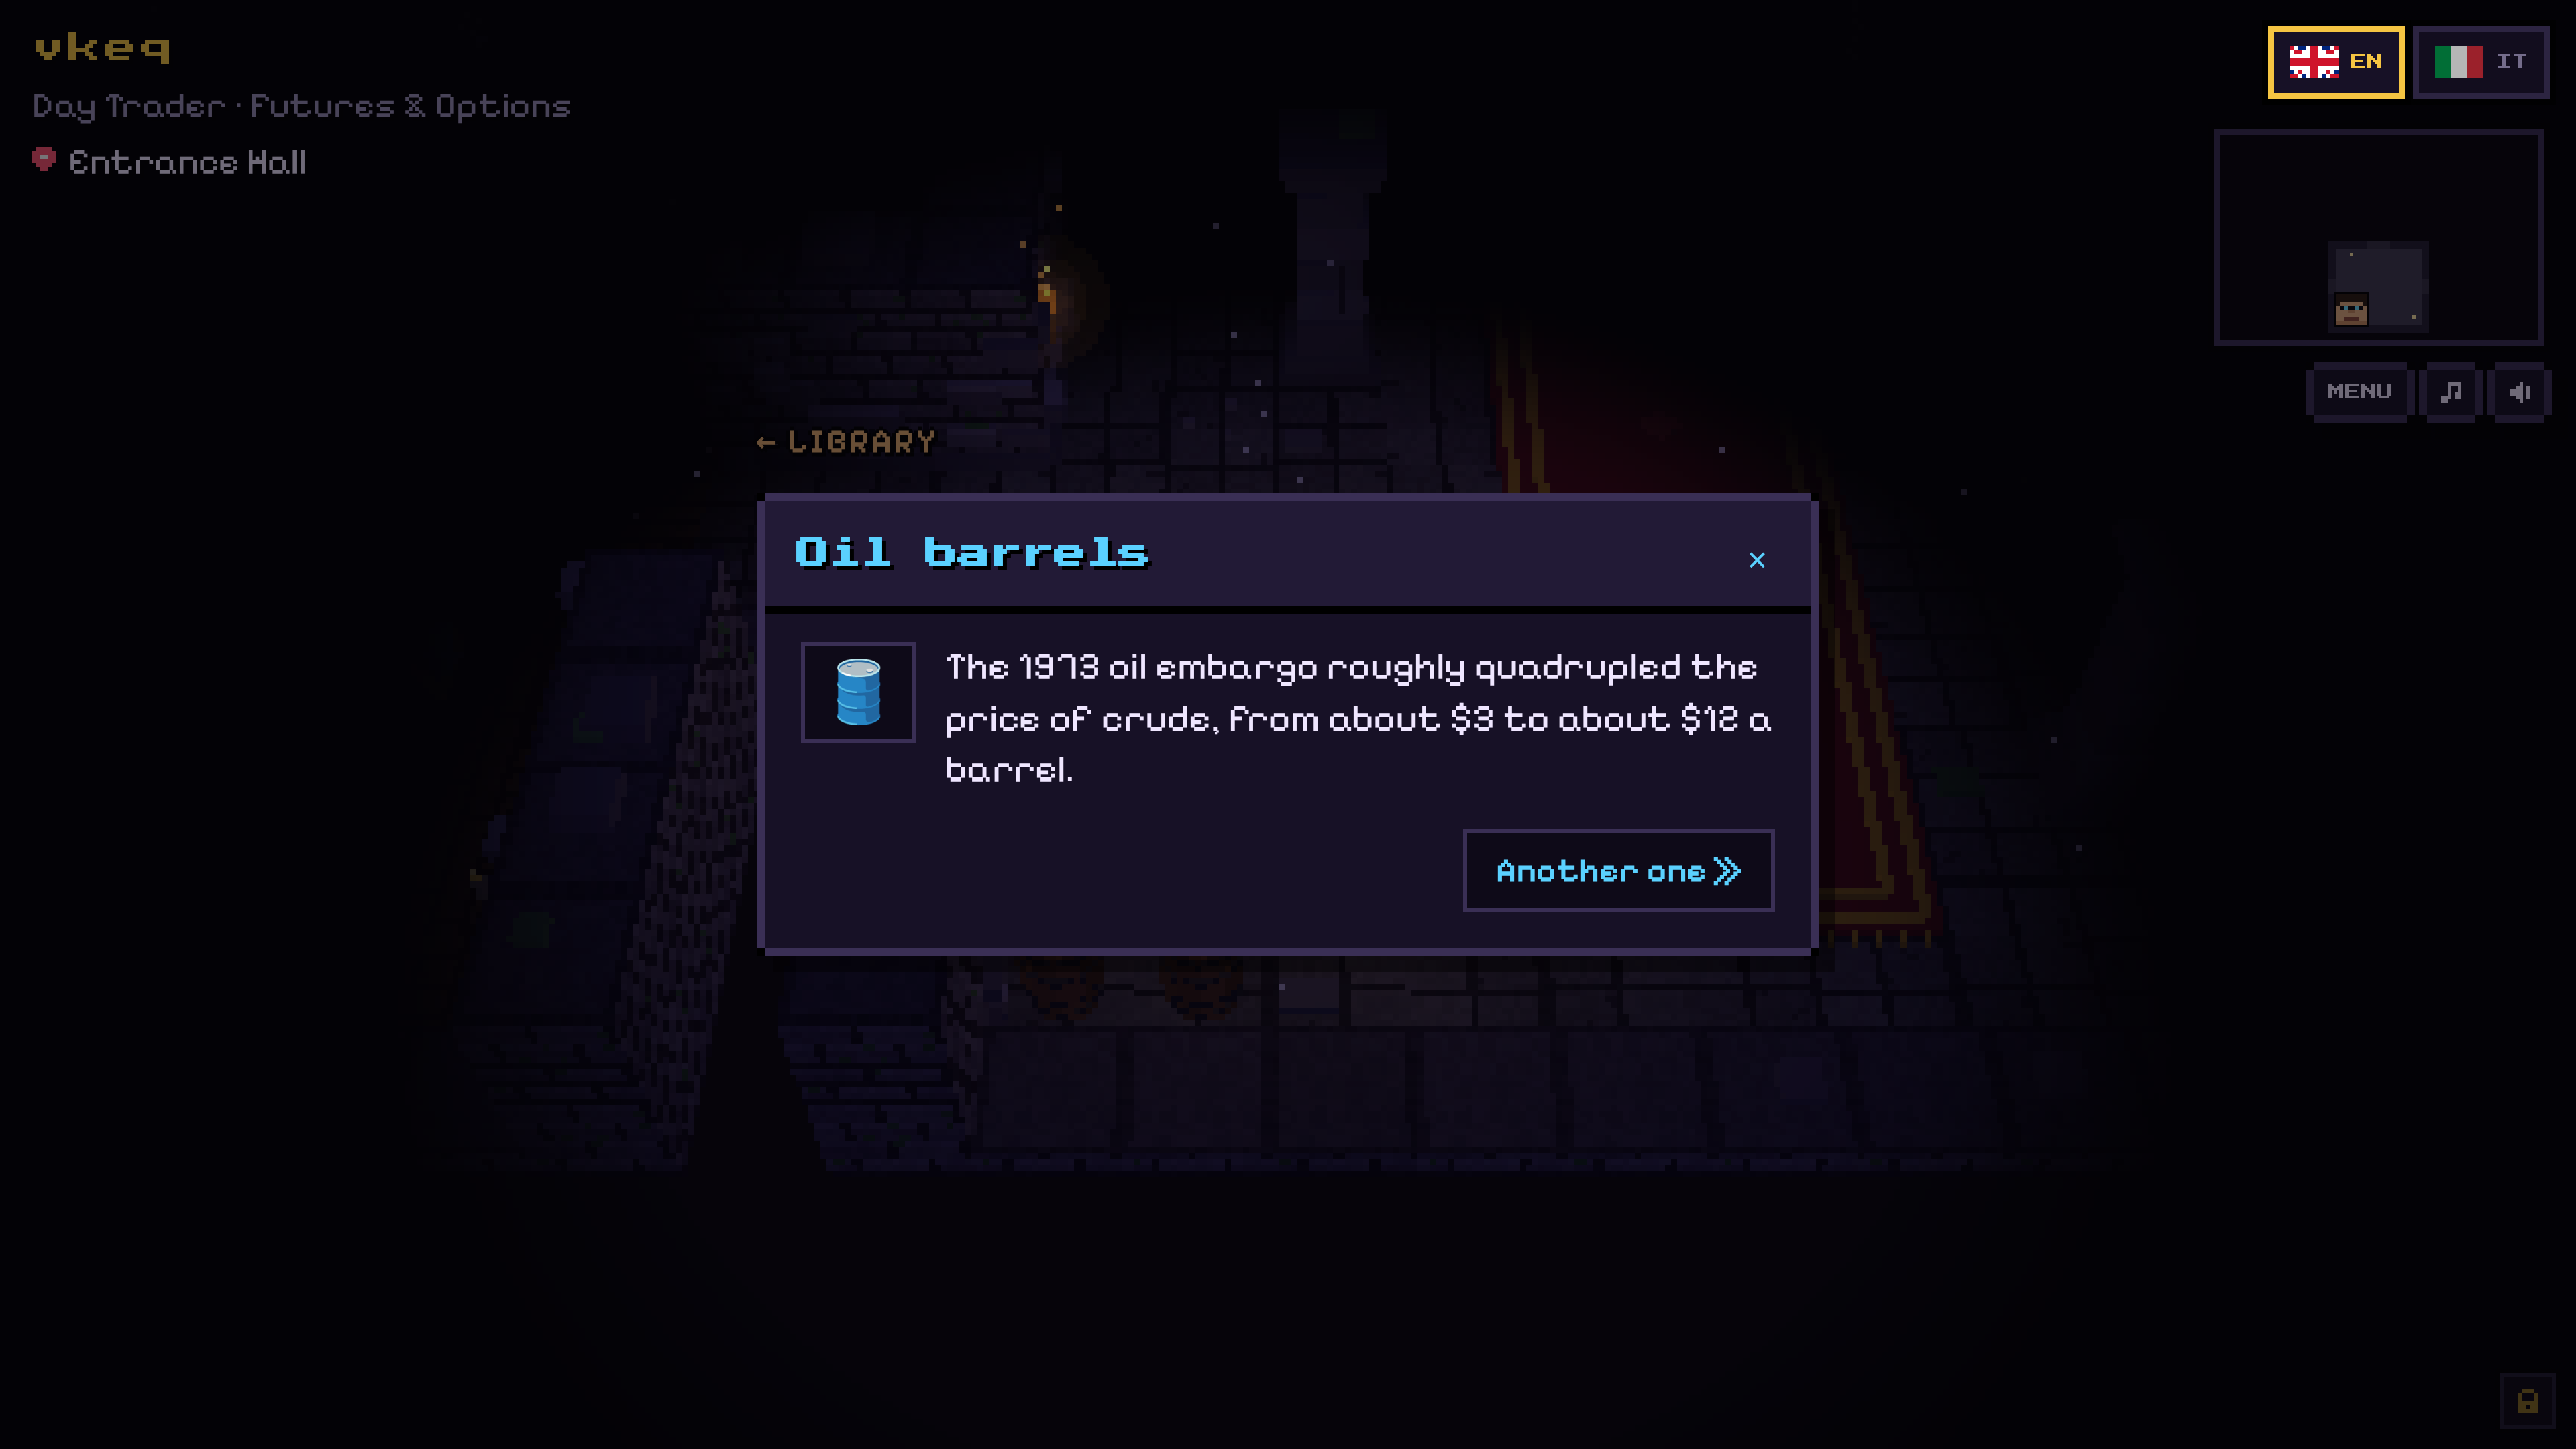 vkeq
Day Trader · Futures & Options
Entrance Hall
EN
IT
MENU
← LIBRARY
Oil barrels
×
The 1973 oil embargo roughly quadrupled the
price of crude, from about $3 to about $12 a
barrel.
Another one »